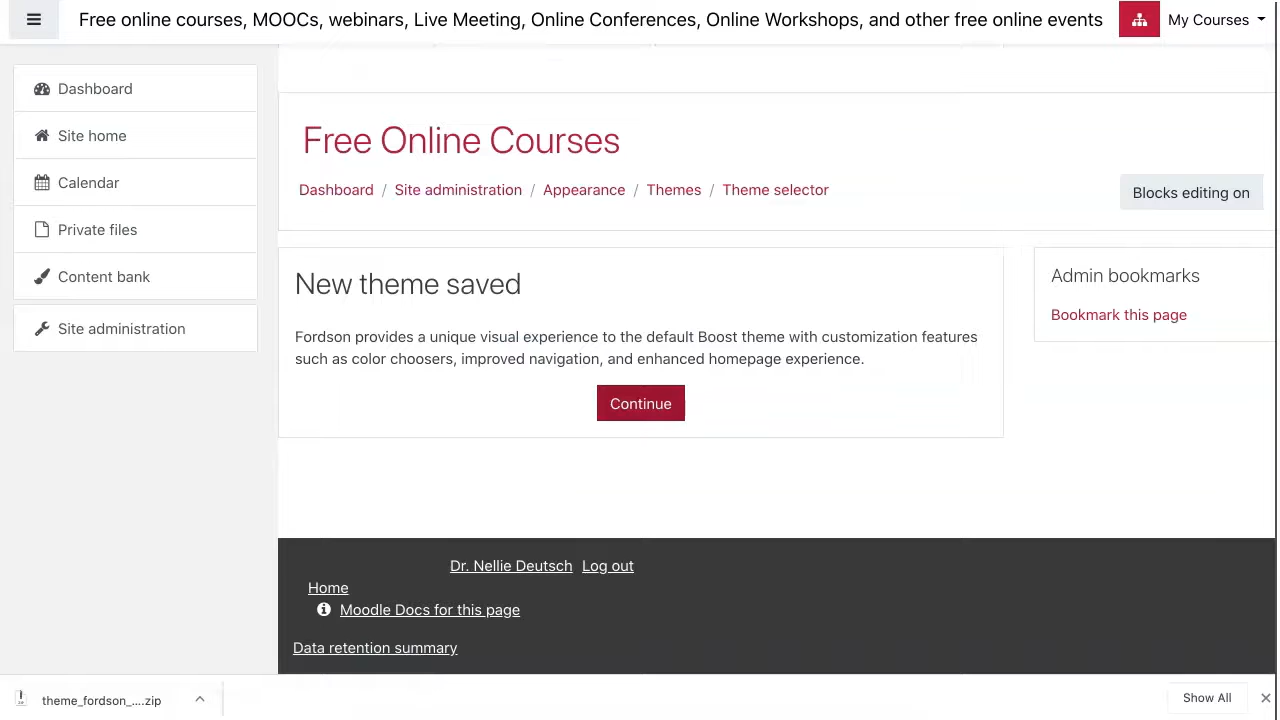 Free online courses, MOOCs, webinars, Live Meeting, Online Conferences, Online Workshops, and other free online events
My Courses
Dashboard
Site home
Calendar
Private files
Content bank
Site administration
Free Online Courses
Dashboard / Site administration / Appearance / Themes / Theme selector
Blocks editing on
New theme saved
Fordson provides a unique visual experience to the default Boost theme with customization features
such as color choosers, improved navigation, and enhanced homepage experience.
Continue
Admin bookmarks
Bookmark this page
Dr. Nellie Deutsch Log out
Home
Moodle Docs for this page
Data retention summary
theme_fordson_....zip
Show All